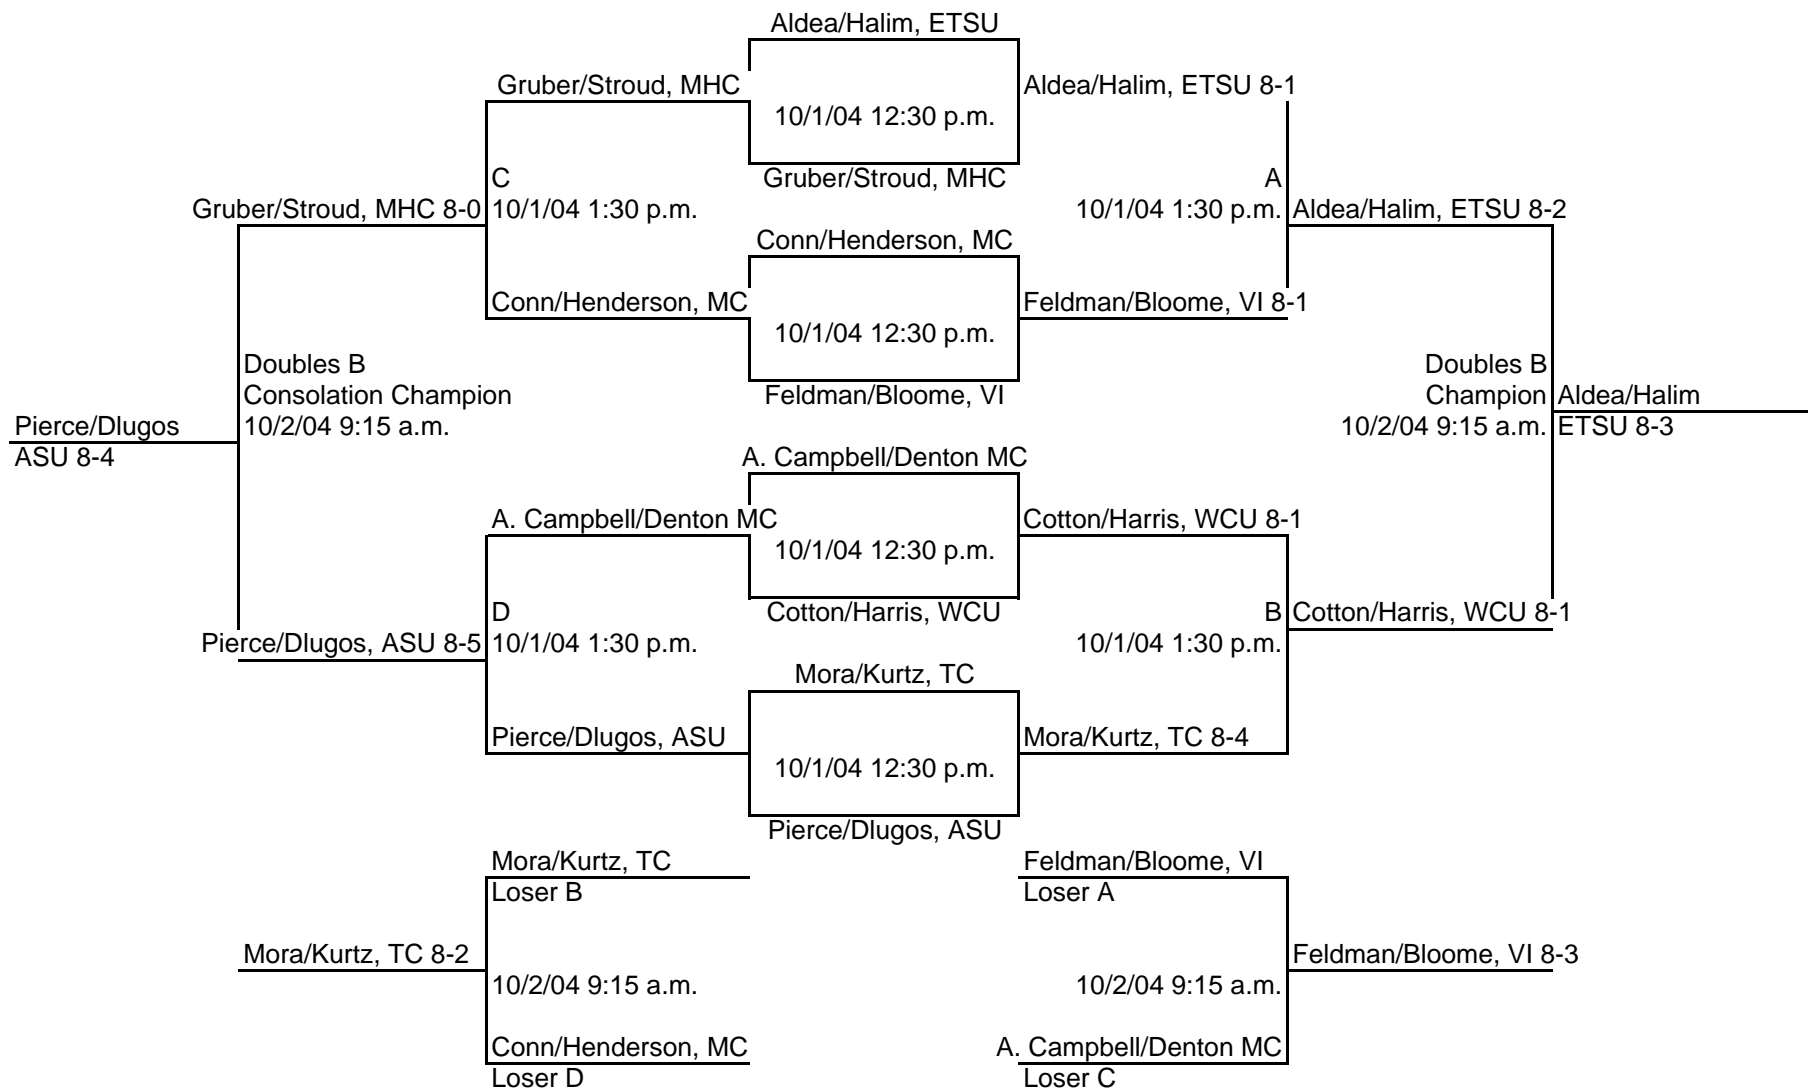 Aldea/Halim, ETSU
Gruber/Stroud, MHC
Aldea/Halim, ETSU 8-1
10/1/04 12:30 p.m.
C
Gruber/Stroud, MHC
A
Gruber/Stroud, MHC 8-0
10/1/04 1:30 p.m.
10/1/04 1:30 p.m.
Aldea/Halim, ETSU 8-2
Conn/Henderson, MC
Conn/Henderson, MC
Feldman/Bloome, VI 8-1
10/1/04 12:30 p.m.
Doubles B
Doubles B
Consolation Champion
Feldman/Bloome, VI
Champion
Aldea/Halim
Pierce/Dlugos
10/2/04 9:15 a.m.
10/2/04 9:15 a.m.
ETSU 8-3
ASU 8-4
A. Campbell/Denton MC
A. Campbell/Denton MC
Cotton/Harris, WCU 8-1
10/1/04 12:30 p.m.
D
Cotton/Harris, WCU
B
Cotton/Harris, WCU 8-1
Pierce/Dlugos, ASU 8-5
10/1/04 1:30 p.m.
10/1/04 1:30 p.m.
Mora/Kurtz, TC
Pierce/Dlugos, ASU
Mora/Kurtz, TC 8-4
10/1/04 12:30 p.m.
Pierce/Dlugos, ASU
Mora/Kurtz, TC
Feldman/Bloome, VI
Loser B
Loser A
Mora/Kurtz, TC 8-2
Feldman/Bloome, VI 8-3
10/2/04 9:15 a.m.
10/2/04 9:15 a.m.
Conn/Henderson, MC
A. Campbell/Denton MC
Loser D
Loser C